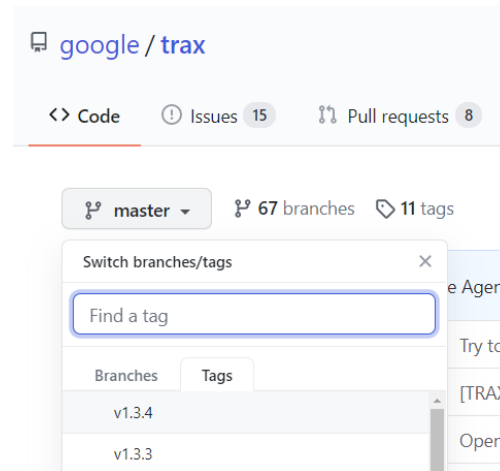 google / trax
<> Code Issues 15 Pull requests 8
master 67 branches 11 tags
Switch branches/tags
Find a tag
Branches Tags
v1.3.4
v1.3.3
Try to
[TRAX
Open